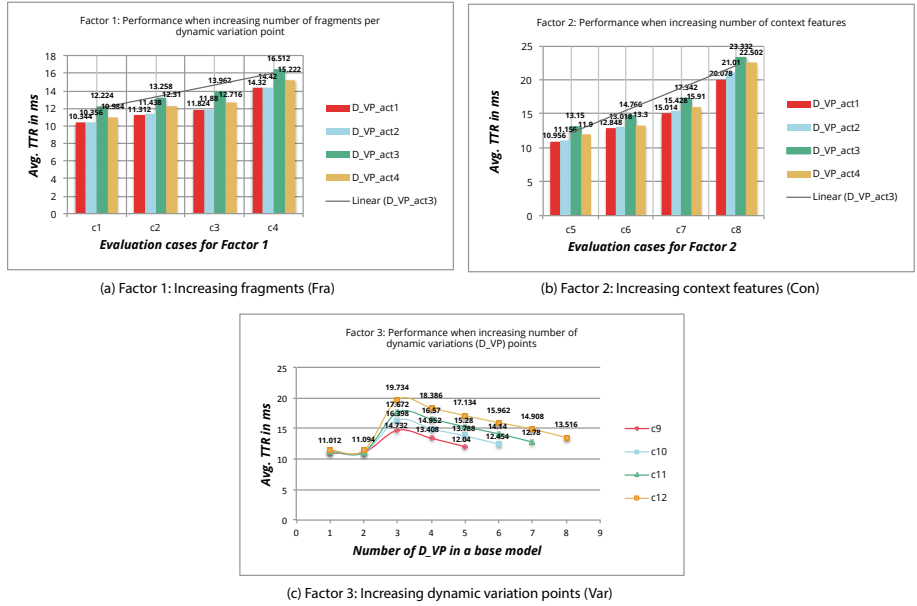 Factor 1: Performance when increasing number of fragments per
dynamic variation point
Avg. TTR in ms
18
16
14
12
10
8
6
4
2
0
10.344
10.356
12.224
10.984
11.312
11.438
13.258
12.31
11.824
11.88
13.962
12.716
14.32
14.42
16.512
15.222
c1
c2
c3
c4
Evaluation cases for Factor 1
D_VP_act1
D_VP_act2
D_VP_act3
D_VP_act4
Linear (D_VP_act3)
(a) Factor 1: Increasing fragments (Fra)
Factor 2: Performance when increasing number of context features
Avg. TTR in ms
25
20
15
10
5
0
10.956
11.156
13.15
11.9
12.848
13.018
14.766
13.3
15.014
15.428
17.342
15.91
20.078
21.01
23.332
22.502
c5
c6
c7
c8
Evaluation cases for Factor 2
D_VP_act1
D_VP_act2
D_VP_act3
D_VP_act4
Linear (D_VP_act3)
(b) Factor 2: Increasing context features (Con)
Factor 3: Performance when increasing number of
dynamic variations (D_VP) points
Avg. TTR in ms
25
20
15
10
5
0
11.012
11.094
19.734
17.672
16.398
14.732
18.386
16.57
14.952
13.408
17.134
15.28
13.788
12.04
15.962
14.14
12.454
14.908
12.78
13.516
0
1
2
3
4
5
6
7
8
9
Number of D_VP in a base model
c9
c10
c11
c12
(c) Factor 3: Increasing dynamic variation points (Var)